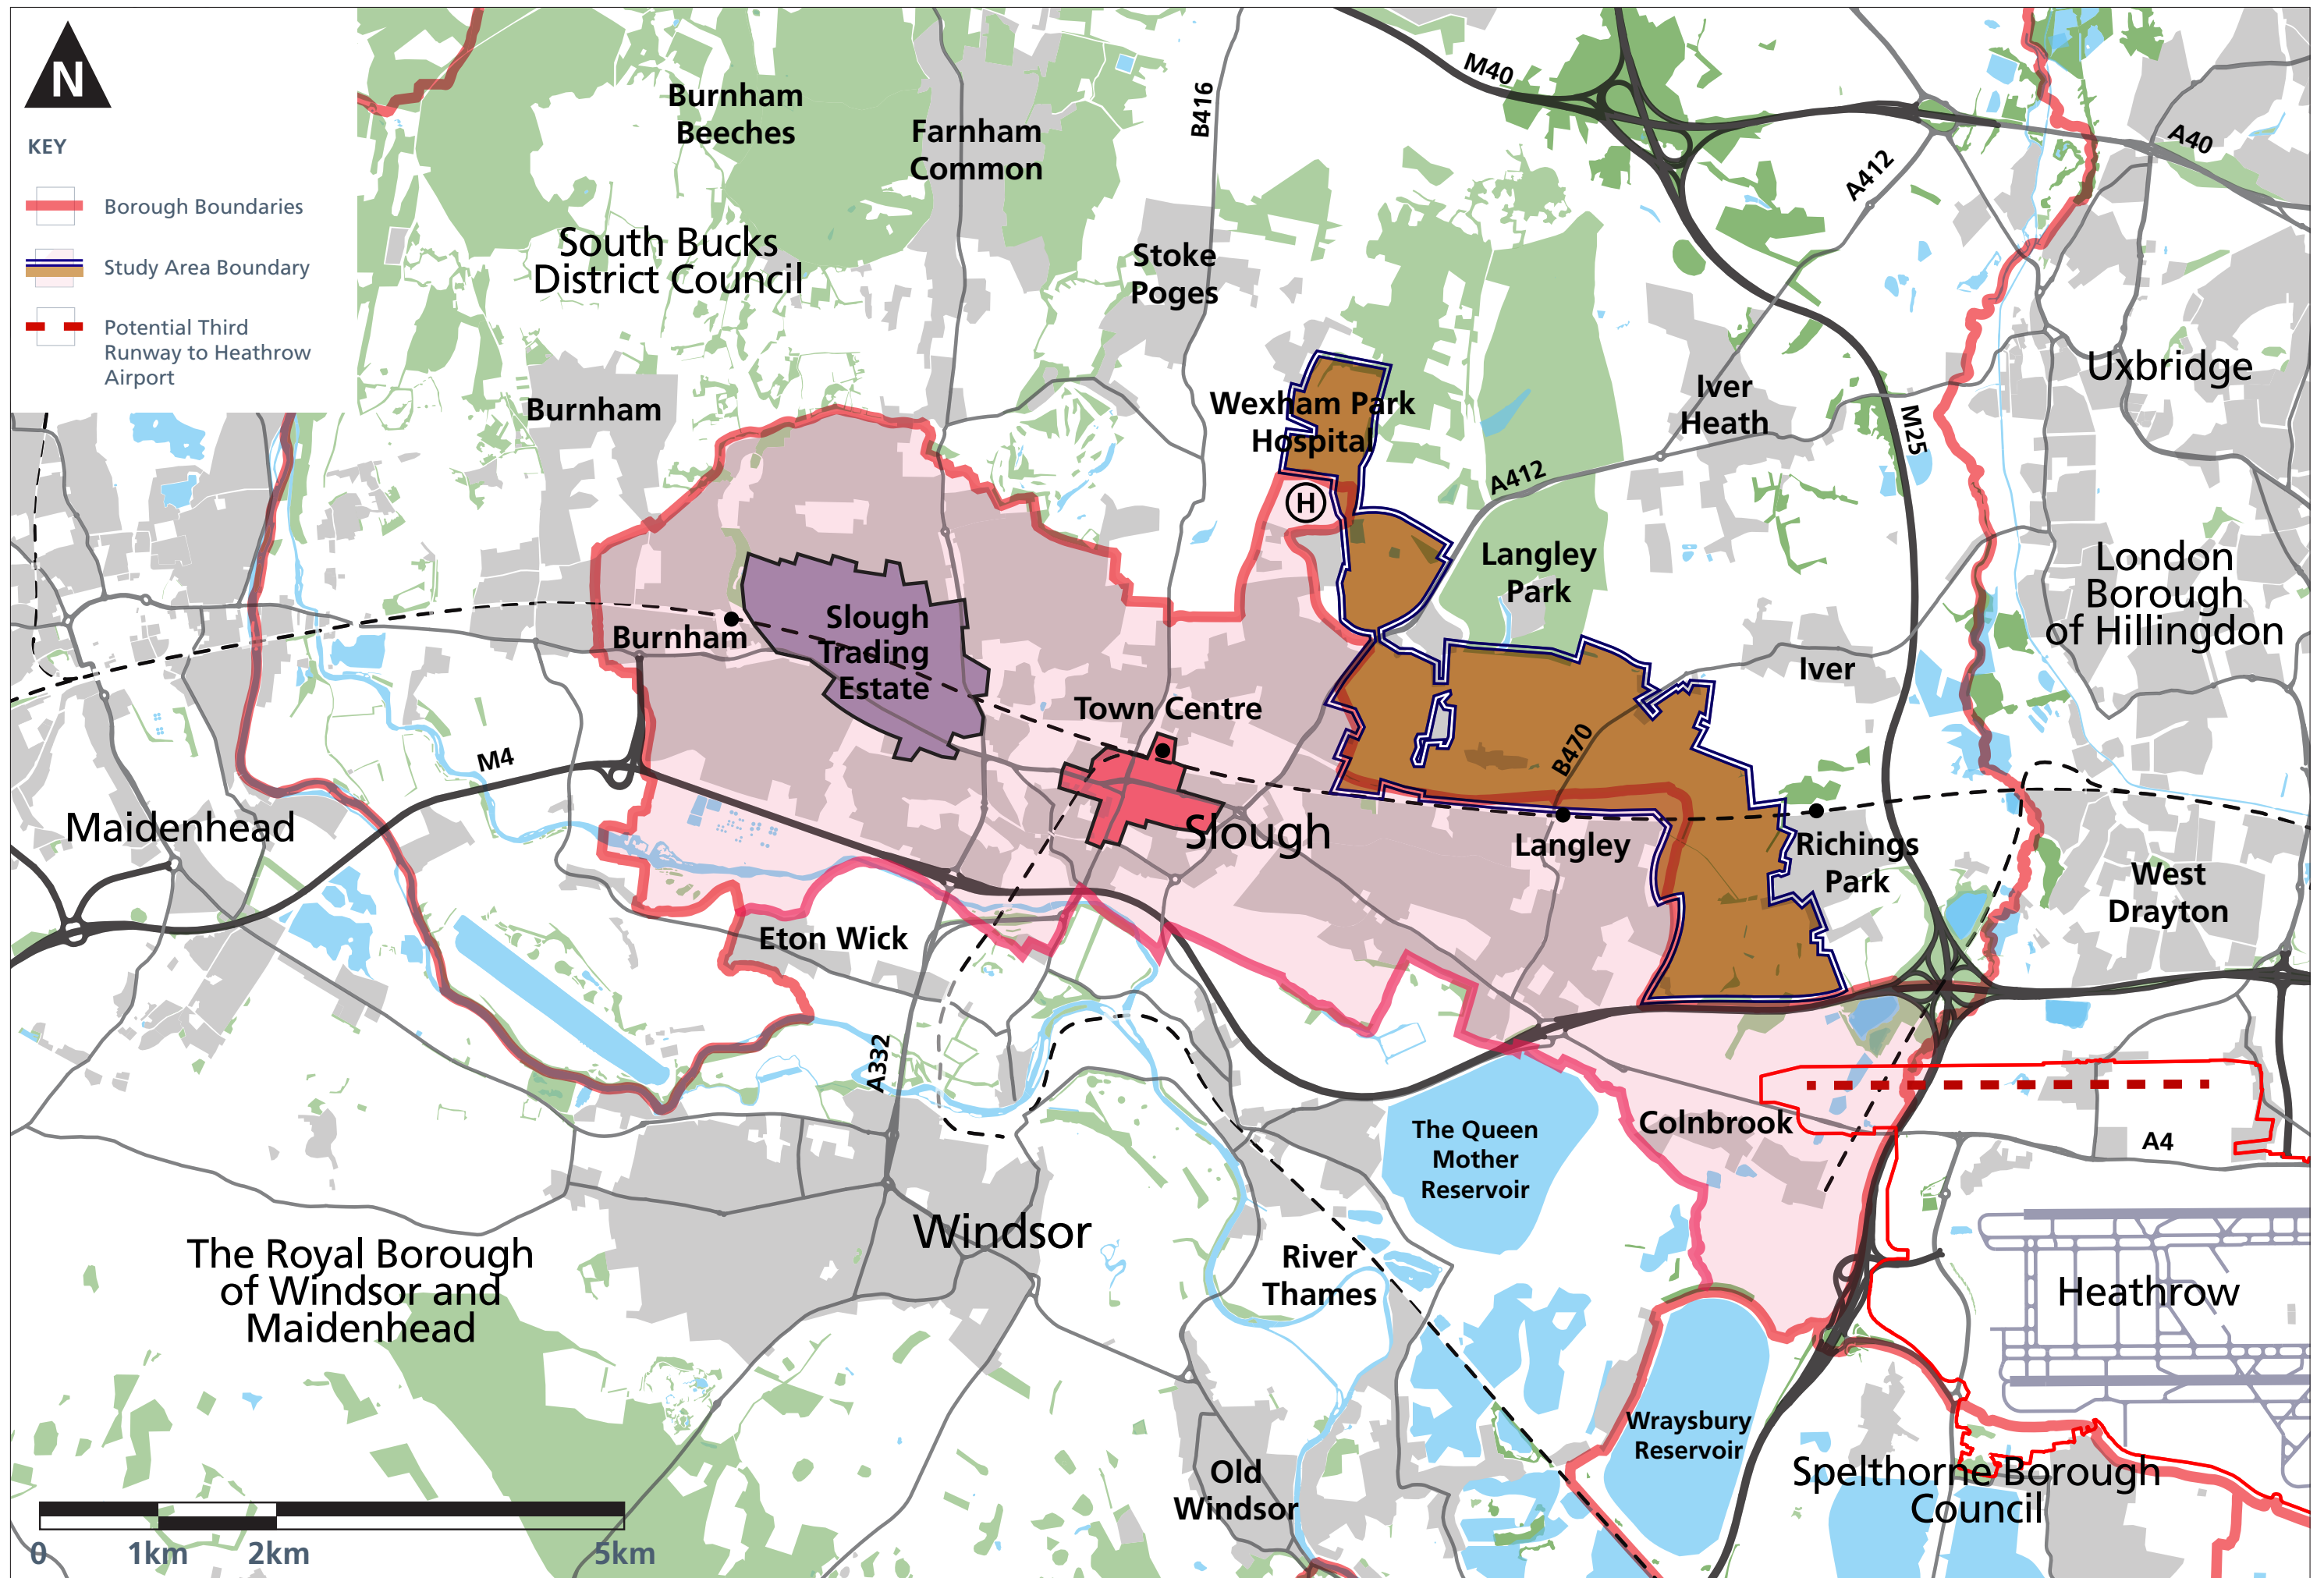 N
KEY
Borough Boundaries
Study Area Boundary
Potential Third
Runway to Heathrow
Airport
Burnham
Beeches
Farnham
Common
B416
M40
A412
A40
South Bucks
District Council
Stoke
Poges
Burnham
Wexham Park
Hospital
H
A412
Iver
Heath
M25
Uxbridge
Langley
Park
London
Borough
of Hillingdon
Burnham
Slough
Trading
Estate
Iver
Town Centre
B470
M4
Maidenhead
Slough
Langley
Richings
Park
West
Drayton
Eton Wick
A332
Colnbrook
The Queen
Mother
Reservoir
A4
Windsor
The Royal Borough
of Windsor and
Maidenhead
River
Thames
Heathrow
Wraysbury
Reservoir
Old
Windsor
Spelthorne Borough
Council
0 1km 2km 5km